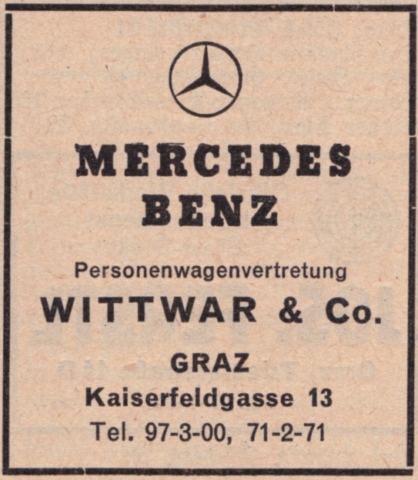 MERCEDES
BENZ
Personenwagenvertretung
WITTWAR & Co.
GRAZ
Kaiserfeldgasse 13
Tel. 97-3-00, 71-2-71